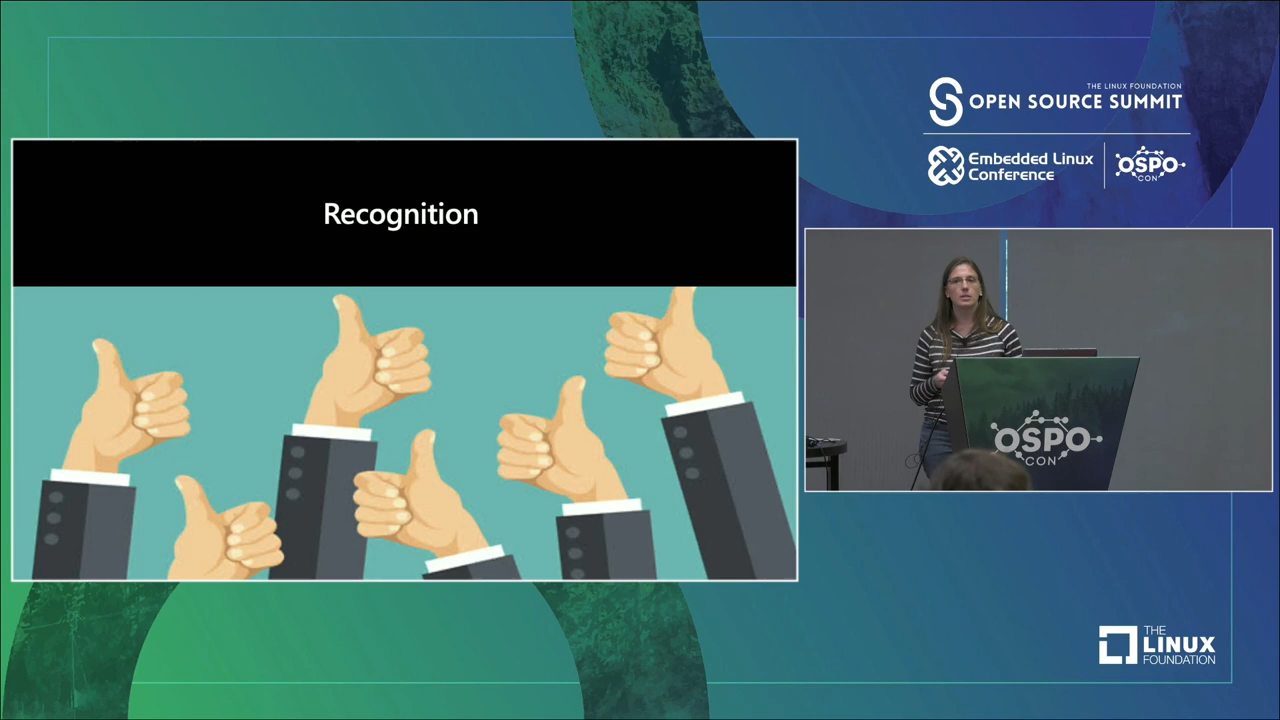 Recognition
THE LINUX FOUNDATION
OPEN SOURCE SUMMIT
Embedded Linux
Conference
OSPO
CON
OSPO
CON
THE
LINUX
FOUNDATION